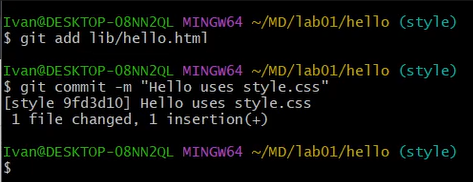 Ivan@DESKTOP-08NN2QL MINGW64 ~/MD/lab01/hello (style)
$ git add lib/hello.html
Ivan@DESKTOP-08NN2QL MINGW64 ~/MD/lab01/hello (style)
$ git commit -m "Hello uses style.css"
[style 9fd3d10] Hello uses style.css
 1 file changed, 1 insertion(+)
Ivan@DESKTOP-08NN2QL MINGW64 ~/MD/lab01/hello (style)
$